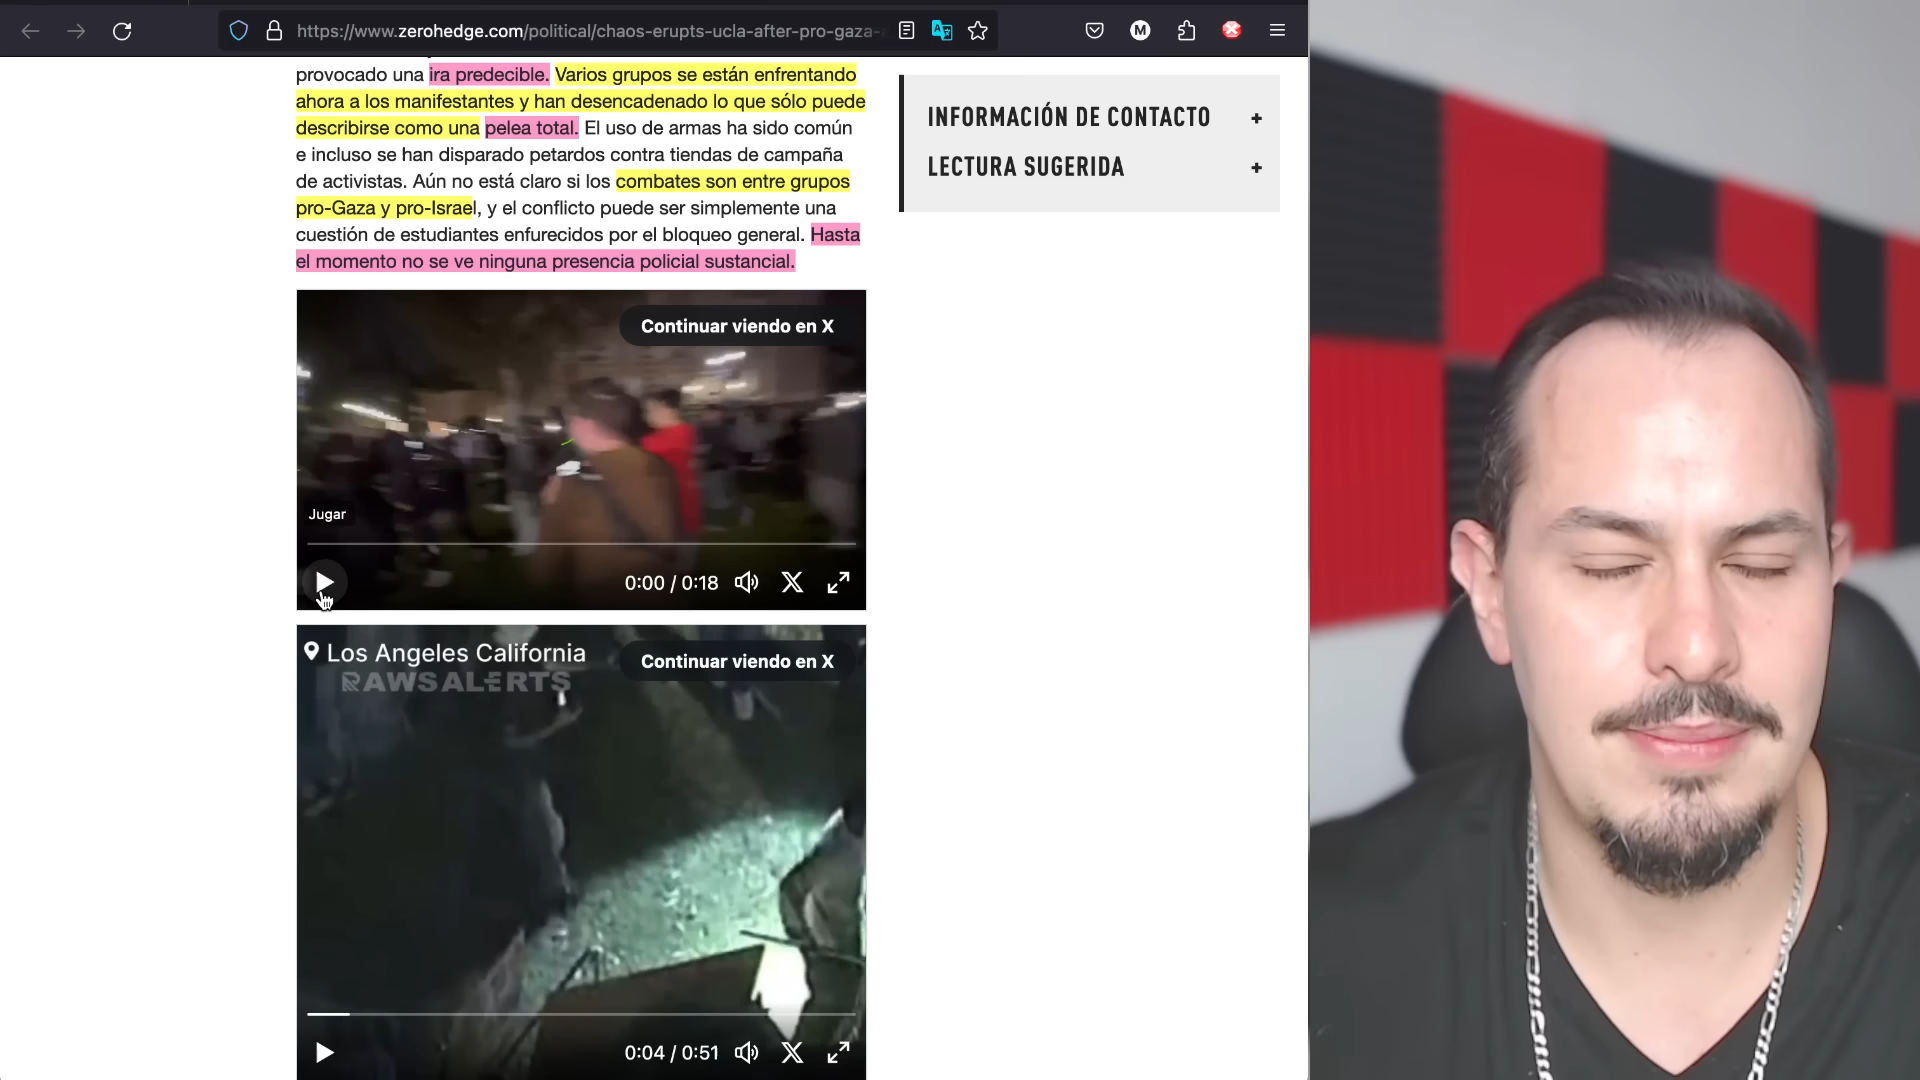 https://www.zerohedge.com/political/chaos-erupts-ucla-after-pro-gaza-
M
provocado una ira predecible. Varios grupos se están enfrentando
ahora a los manifestantes y han desencadenado lo que sólo puede
describirse como una pelea total. El uso de armas ha sido común
e incluso se han disparado petardos contra tiendas de campaña
de activistas. Aún no está claro si los combates son entre grupos
pro-Gaza y pro-Israel, y el conflicto puede ser simplemente una
cuestión de estudiantes enfurecidos por el bloqueo general. Hasta
el momento no se ve ninguna presencia policial sustancial.
INFORMACIÓN DE CONTACTO +
LECTURA SUGERIDA +
Continuar viendo en X
Jugar
0:00 / 0:18
Los Angeles California
RAWSALERTS
Continuar viendo en X
0:04 / 0:51